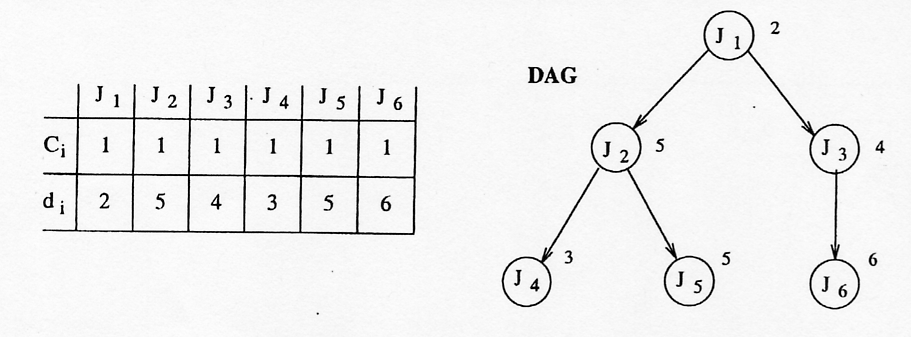 J 1 J 2 J 3 J 4 J 5 J 6
C i 1 1 1 1 1 1
d i 2 5 4 3 5 6
DAG
J 1 2
J 2 5 J 3 4
J 4 3 J 5 5 J 6 6